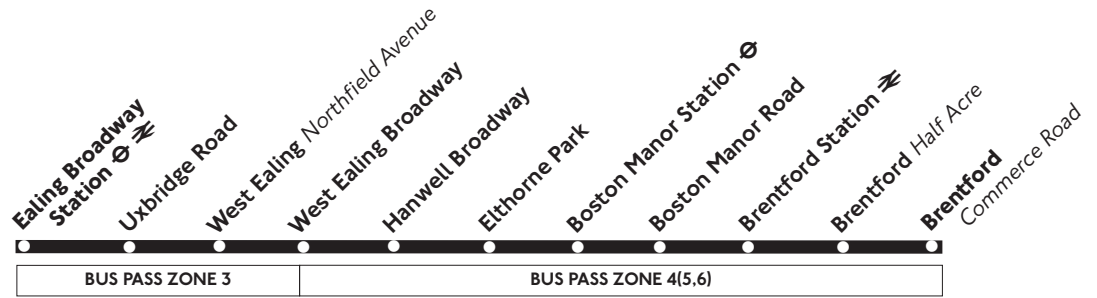 Ealing Broadway
Station
Uxbridge Road
West Ealing Northfield Avenue
West Ealing Broadway
Hanwell Broadway
Elthorne Park
Boston Manor Station
Boston Manor Road
Brentford Station
Brentford Half Acre
Brentford
Commerce Road
BUS PASS ZONE 3
BUS PASS ZONE 4(5,6)